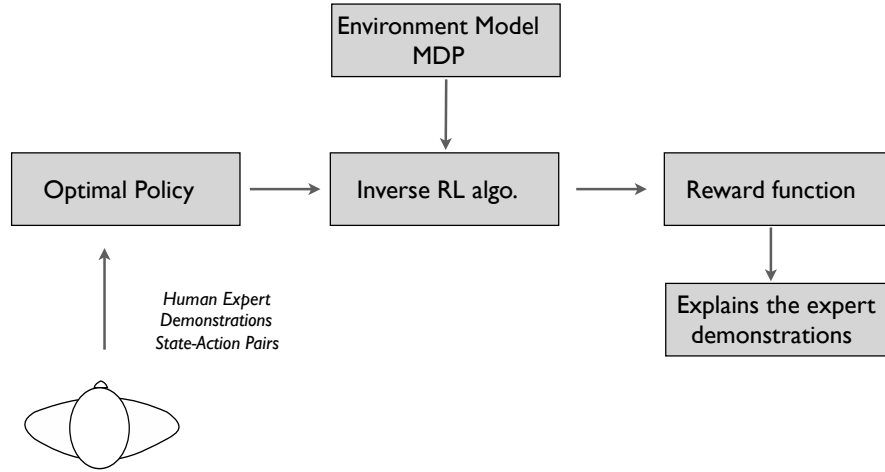 Environment Model
MDP
Optimal Policy
Inverse RL algo.
Reward function
Human Expert
Demonstrations
State-Action Pairs
Explains the expert
demonstrations